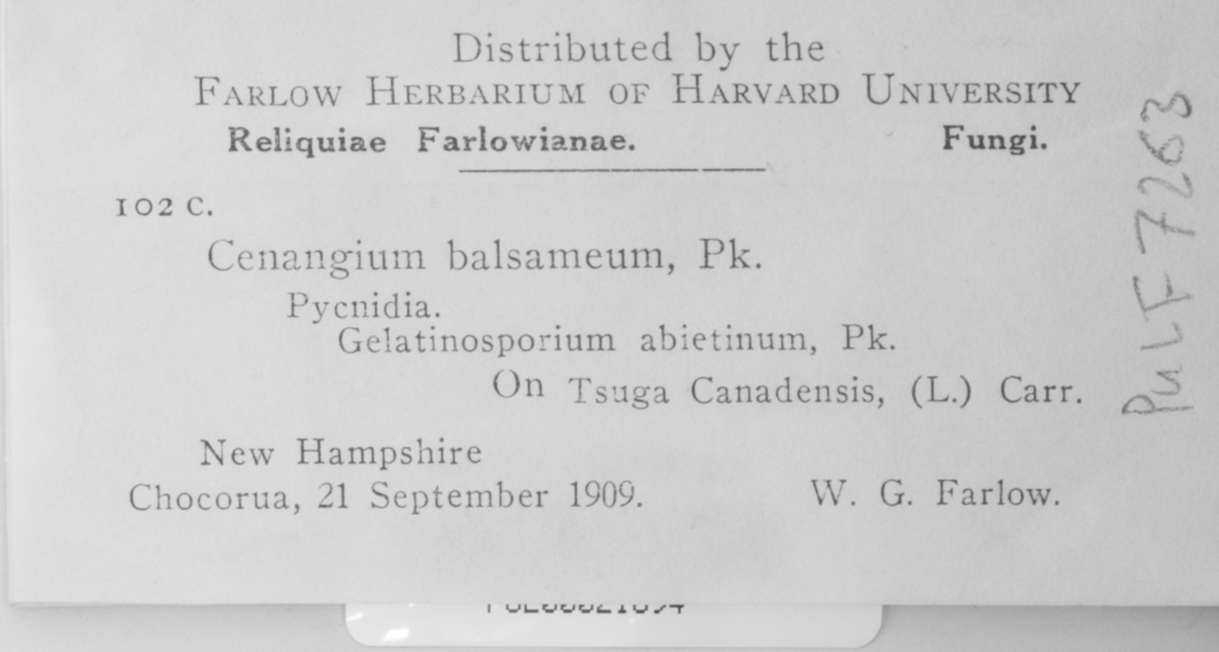 Distributed by the
FARLOW HERBARIUM OF HARVARD UNIVERSITY
Reliquiae Farlowianae. Fungi.
102 C.
Cenangium balsameum, Pk.
Pycnidia.
Gelatinosporium abietinum, Pk.
On Tsuga Canadensis, (L.) Carr.
New Hampshire
Chocorua, 21 September 1909. W. G. Farlow.
PuLF 7263